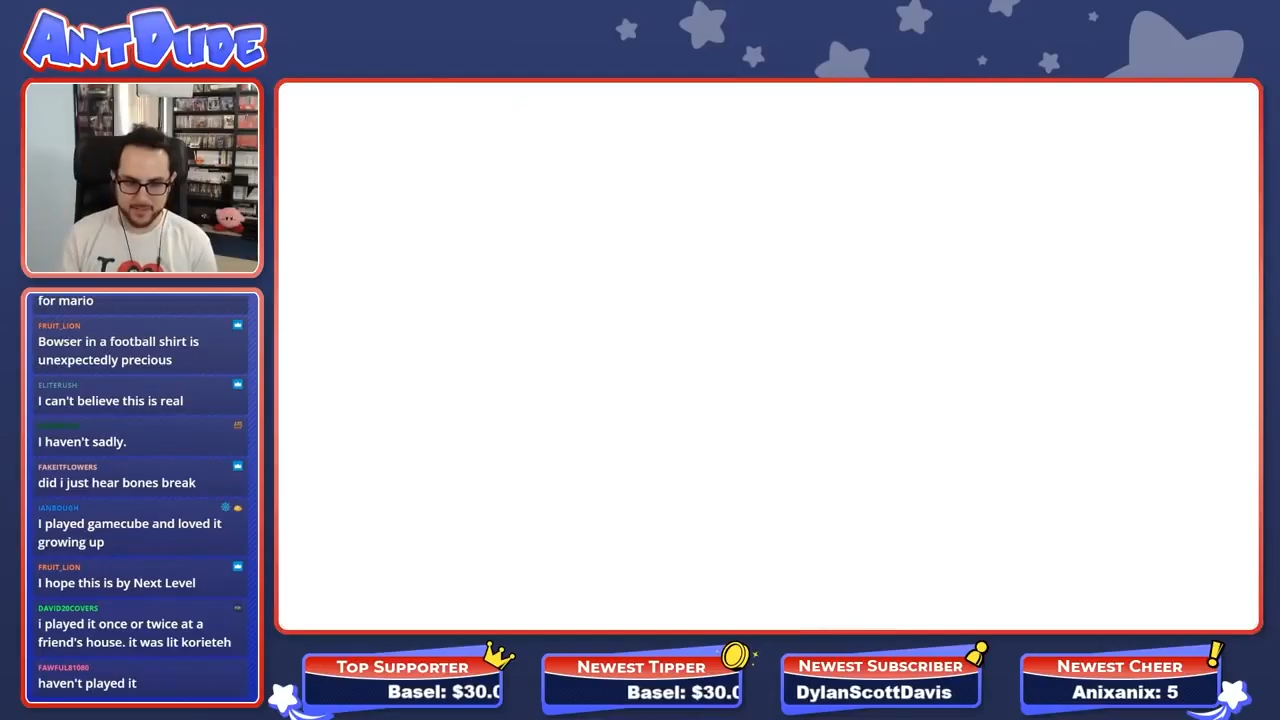 ANTDUDE
for mario
FRUIT_LION
Bowser in a football shirt is
unexpectedly precious
ELITERUSH
I can't believe this is real
I haven't sadly.
FAKEITFLOWERS
did i just hear bones break
IANBOUGH
I played gamecube and loved it
growing up
FRUIT_LION
I hope this is by Next Level
DAVID20COVERS
i played it once or twice at a
friend's house. it was lit korieteh
FAWFUL81080
haven't played it
TOP SUPPORTER
Basel: $30.0
NEWEST TIPPER
Basel: $30.0
NEWEST SUBSCRIBER
DylanScottDavis
NEWEST CHEER
Anixanix: 5